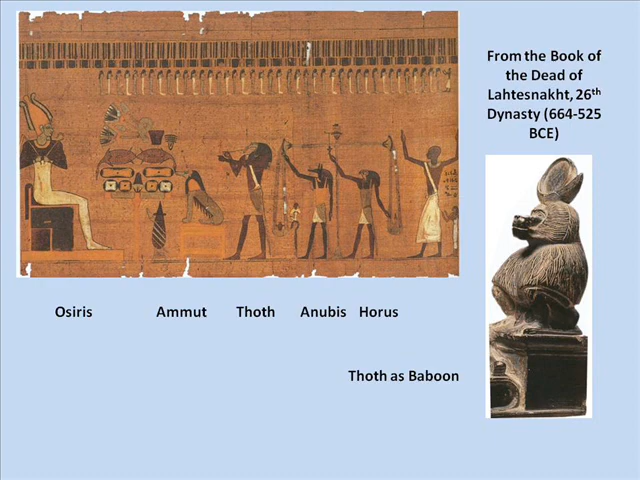 From the Book of
the Dead of
Lahtesnakht, 26th
Dynasty (664-525
BCE)
Osiris
Ammut
Thoth
Anubis
Horus
Thoth as Baboon